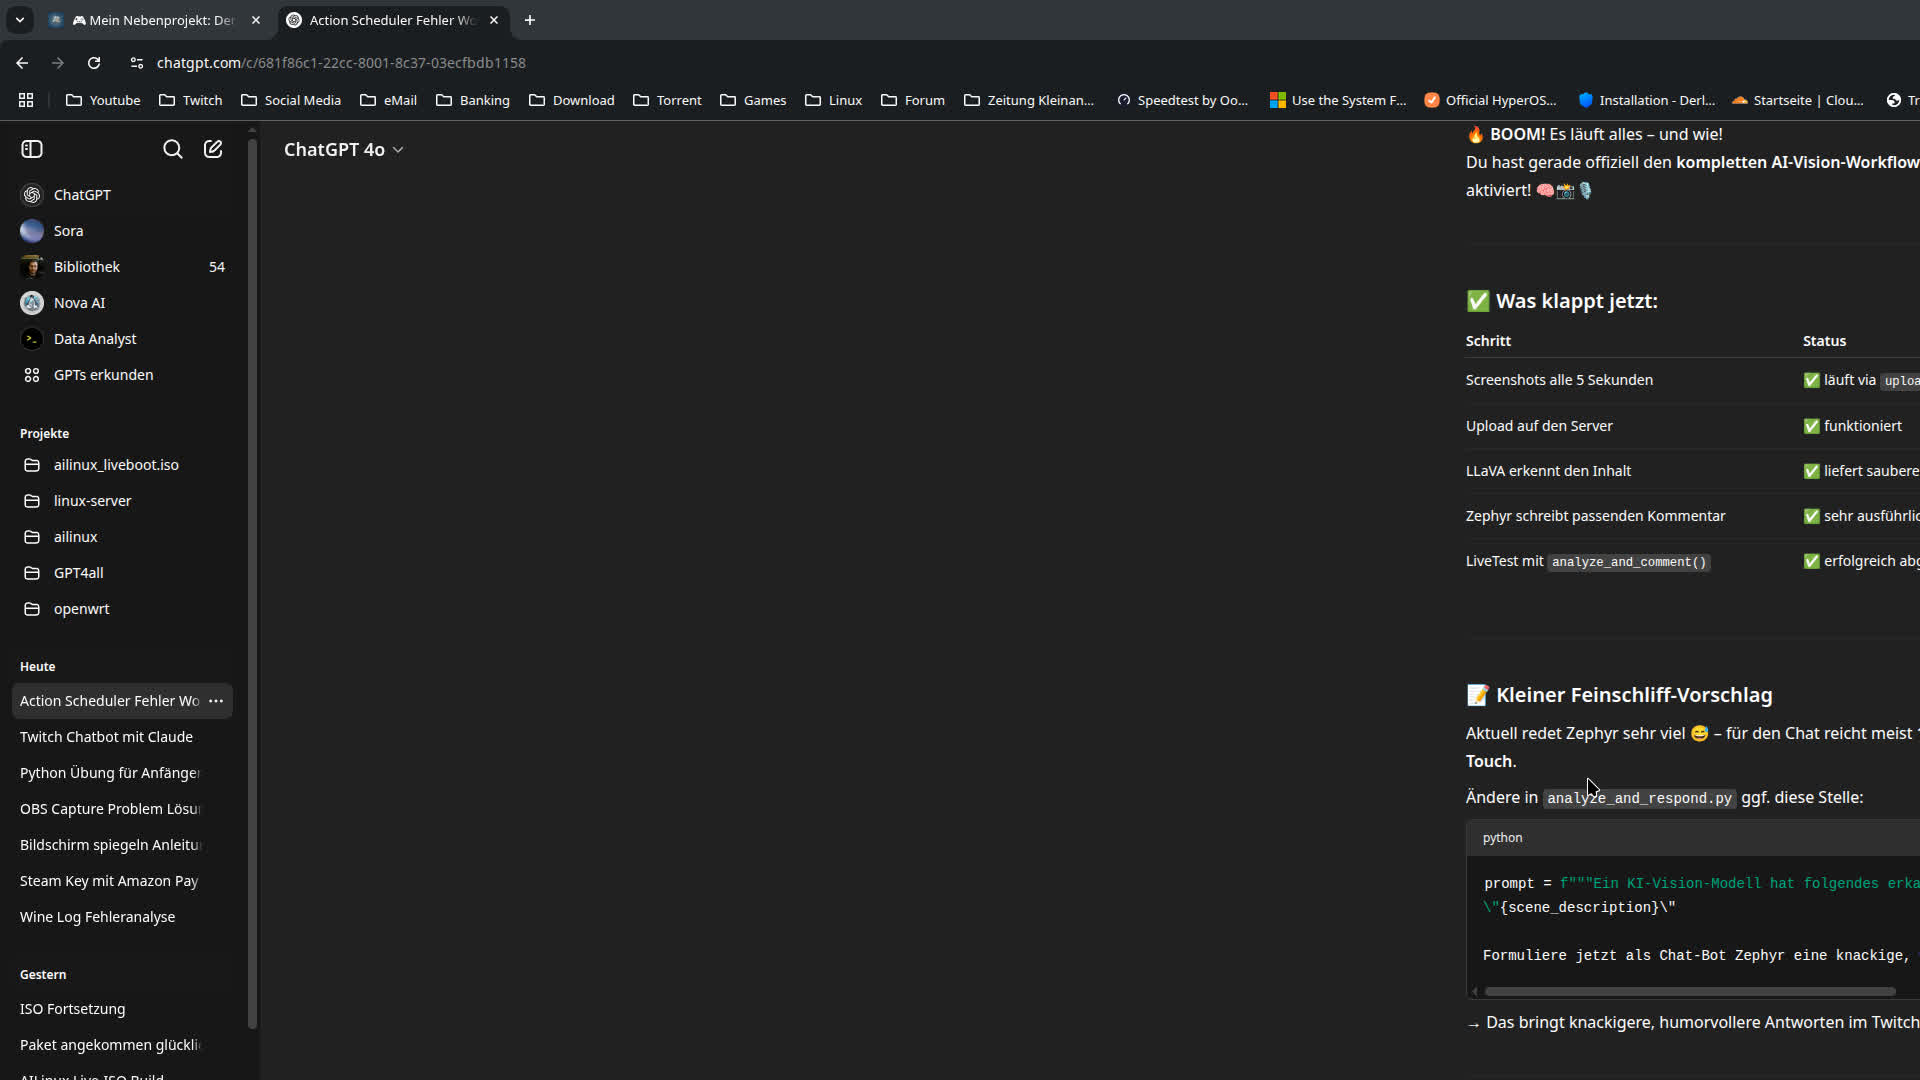 🎮 Mein Nebenprojekt: Der
Action Scheduler Fehler Wo
chatgpt.com/c/681f86c1-22cc-8001-8c37-03ecfbdb1158
Youtube
Twitch
Social Media
eMail
Banking
Download
Torrent
Games
Linux
Forum
Zeitung Kleinan...
Speedtest by Oo...
Use the System F...
Official HyperOS...
Installation - Derl...
Startseite | Clou...
Tr
ChatGPT
Sora
Bibliothek 54
Nova AI
Data Analyst
GPTs erkunden
Projekte
ailinux_liveboot.iso
linux-server
ailinux
GPT4all
openwrt
Heute
Action Scheduler Fehler Wo
Twitch Chatbot mit Claude
Python Übung für Anfänger
OBS Capture Problem Lösu
Bildschirm spiegeln Anleitu
Steam Key mit Amazon Pay
Wine Log Fehleranalyse
Gestern
ISO Fortsetzung
Paket angekommen glückli
AILinux Live ISO Build
ChatGPT 4o
🔥 BOOM! Es läuft alles – und wie!
Du hast gerade offiziell den kompletten AI-Vision-Workflow
aktiviert! 🧠📸🎙️
✅ Was klappt jetzt:
Schritt Status
Screenshots alle 5 Sekunden ✅ läuft via uploa
Upload auf den Server ✅ funktioniert
LLaVA erkennt den Inhalt ✅ liefert saubere
Zephyr schreibt passenden Kommentar ✅ sehr ausführlic
LiveTest mit analyze_and_comment() ✅ erfolgreich abg
📝 Kleiner Feinschliff-Vorschlag
Aktuell redet Zephyr sehr viel 😅 – für den Chat reicht meist
Touch.
Ändere in analyze_and_respond.py ggf. diese Stelle:
python
prompt = f"""Ein KI-Vision-Modell hat folgendes erka
\"{scene_description}\"
Formuliere jetzt als Chat-Bot Zephyr eine knackige,
→ Das bringt knackigere, humorvollere Antworten im Twitch